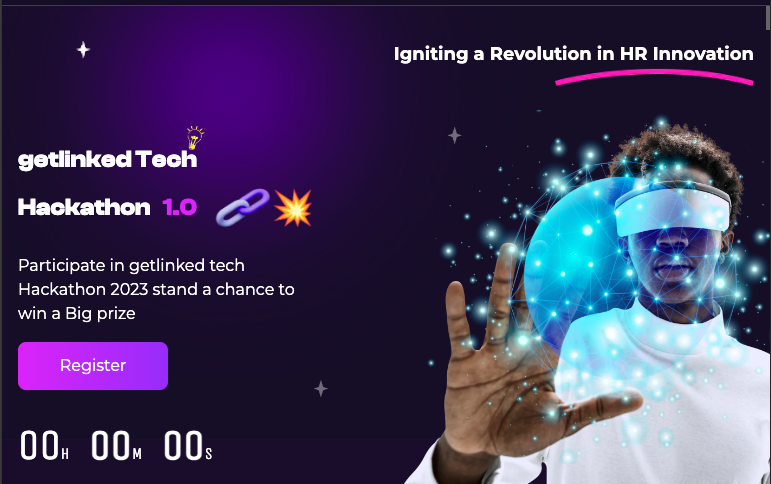 Igniting a Revolution in HR Innovation
getlinked Tech
Hackathon 1.0
Participate in getlinked tech
Hackathon 2023 stand a chance to
win a Big prize
Register
00H 00M 00S